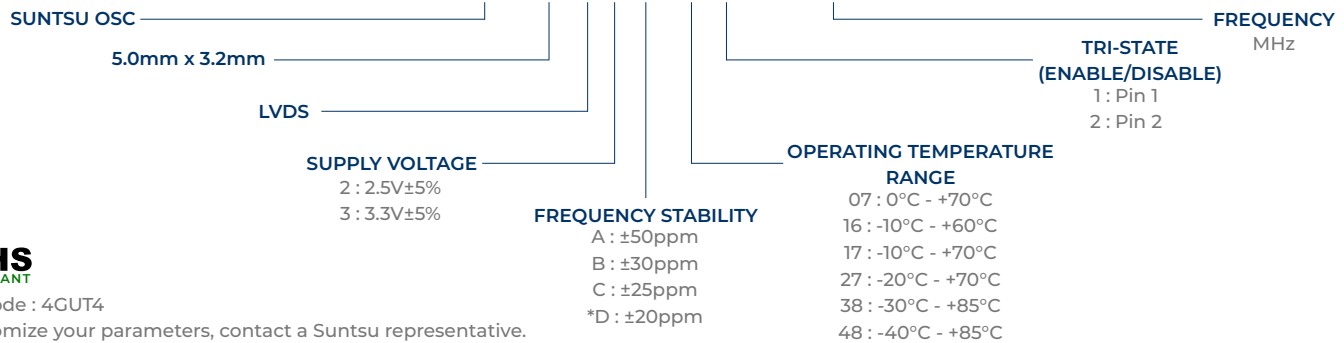 SUNTSU OSC
FREQUENCY
MHz
5.0mm x 3.2mm
TRI-STATE
(ENABLE/DISABLE)
1 : Pin 1
2 : Pin 2
LVDS
SUPPLY VOLTAGE
2 : 2.5V±5%
3 : 3.3V±5%
FREQUENCY STABILITY
A : ±50ppm
B : ±30ppm
C : ±25ppm
*D : ±20ppm
OPERATING TEMPERATURE
RANGE
07 : 0°C - +70°C
16 : -10°C - +60°C
17 : -10°C - +70°C
27 : -20°C - +70°C
38 : -30°C - +85°C
48 : -40°C - +85°C
HS
ANT
ode : 4GUT4
omize your parameters, contact a Suntsu representative.